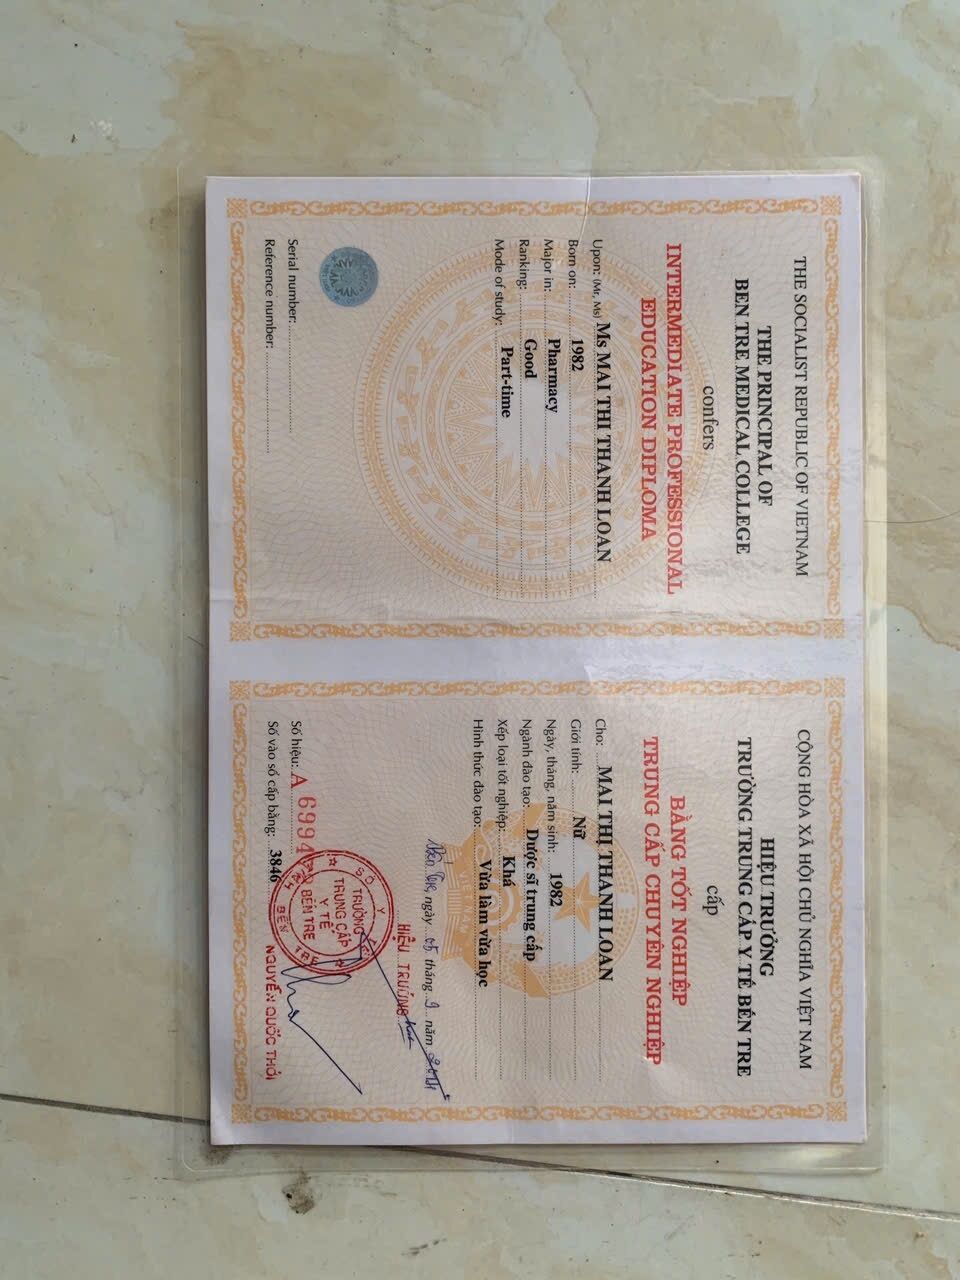 THE SOCIALIST REPUBLIC OF VIETNAM
THE PRINCIPAL OF
BEN TRE MEDICAL COLLEGE
confers
INTERMEDIATE PROFESSIONAL
EDUCATION DIPLOMA
Upon: (Mr, Ms) Ms MAI THI THANH LOAN
Born on: 1982
Major in: Pharmacy
Ranking: Good
Mode of study: Part-time
Serial number:
Reference number:
CỘNG HÒA XÃ HỘI CHỦ NGHĨA VIỆT NAM
HIỆU TRƯỞNG
TRƯỜNG TRUNG CẤP Y TẾ BẾN TRE
cấp
BẰNG TỐT NGHIỆP
TRUNG CẤP CHUYÊN NGHIỆP
Cho: MAI THỊ THANH LOAN
Giới tính: Nữ
Ngày, tháng, năm sinh: 1982
Ngành đào tạo: Dược sĩ trung cấp
Xếp loại tốt nghiệp: Khá
Hình thức đào tạo: Vừa làm vừa học
Bến Tre, ngày 05 tháng 9 năm
HIỆU TRƯỞNG
SỞ Y
TRƯỜNG
TRUNG CẤP
Y TẾ
BẾN TRE
Số hiệu: A 6994
Số vào sổ cấp bằng: 3846
NGUYỄN QUỐC THỚI